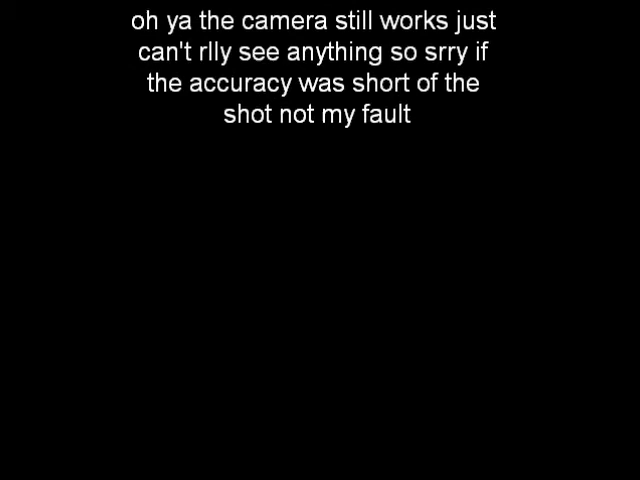 oh ya the camera still works just
can't rlly see anything so srry if
the accuracy was short of the
shot not my fault